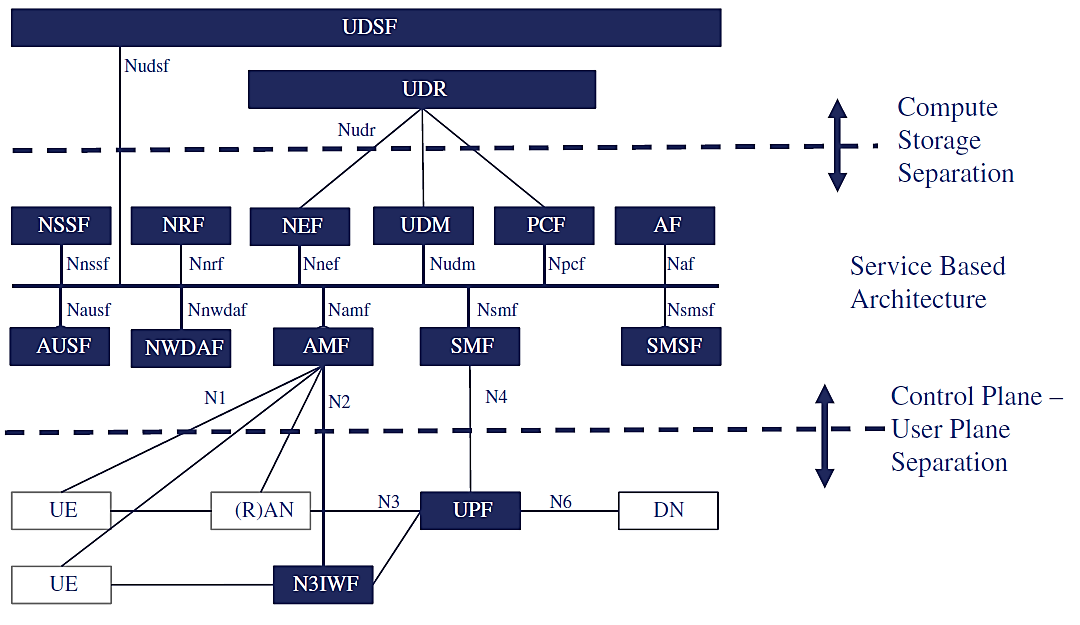 UDSF
Nudsf
UDR
Nudr
Compute
Storage
Separation
NSSF
NRF
NEF
UDM
PCF
AF
Nnssf
Nnrf
Nnef
Nudm
Npcf
Naf
Service Based
Architecture
Nausf
Nnwdaf
Namf
Nsmf
Nsmsf
AUSF
NWDAF
AMF
SMF
SMSF
N1
N2
N4
Control Plane –
User Plane
Separation
UE
(R)AN
N3
UPF
N6
DN
UE
N3IWF